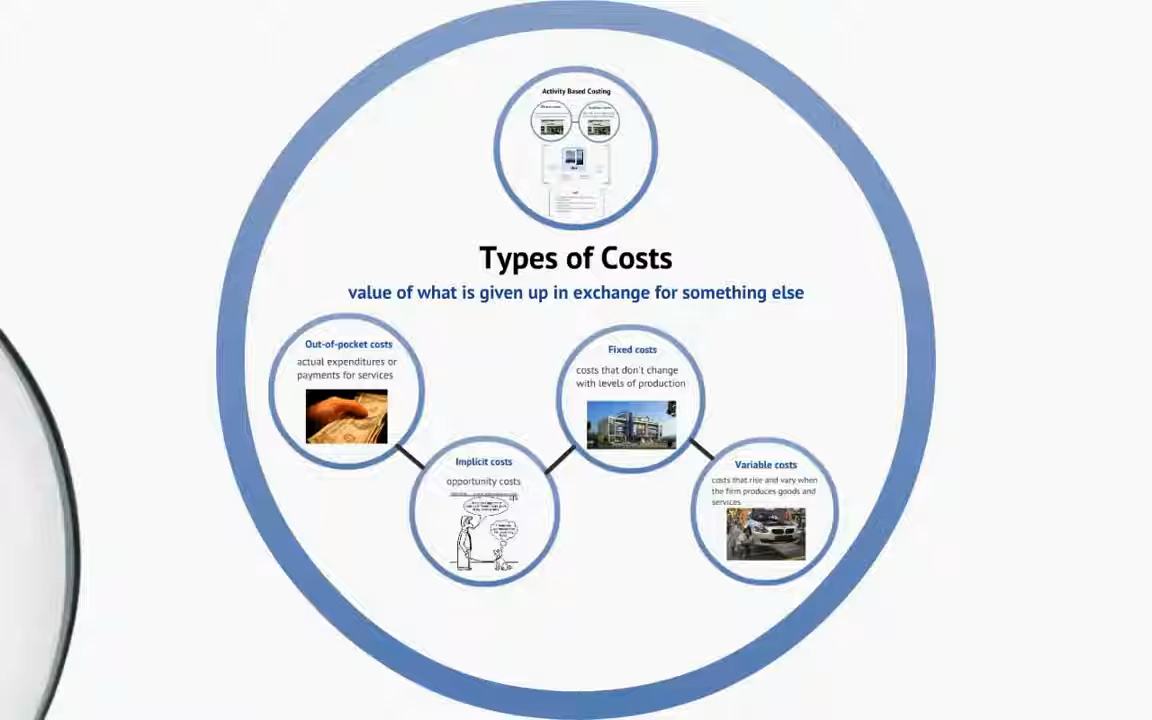 Activity Based Costing
Types of Costs
value of what is given up in exchange for something else
Out-of-pocket costs
actual expenditures or
payments for services
Implicit costs
opportunity costs
Fixed costs
costs that don't change
with levels of production
Variable costs
costs that rise and vary when
the firm produces goods and
services